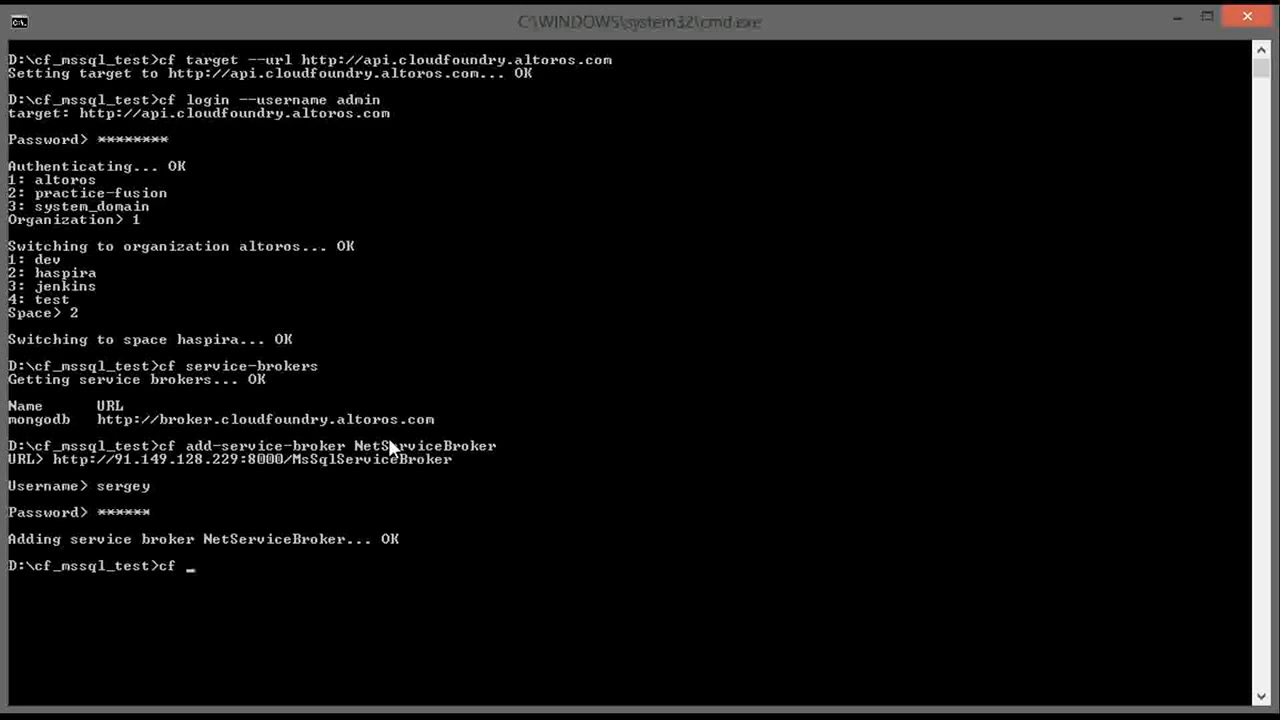 C:\WINDOWS\system32\cmd.exe
D:\cf_mssql_test>cf target --url http://api.cloudfoundry.altoros.com
Setting target to http://api.cloudfoundry.altoros.com... OK
D:\cf_mssql_test>cf login --username admin
target: http://api.cloudfoundry.altoros.com
Password> ********
Authenticating... OK
1: altoros
2: practice-fusion
3: system_domain
Organization> 1
Switching to organization altoros... OK
1: dev
2: haspira
3: jenkins
4: test
Space> 2
Switching to space haspira... OK
D:\cf_mssql_test>cf service-brokers
Getting service brokers... OK
Name URL
mongodb http://broker.cloudfoundry.altoros.com
D:\cf_mssql_test>cf add-service-broker NetServiceBroker
URL> http://91.149.128.229:8000/MsSqlServiceBroker
Username> sergey
Password> ******
Adding service broker NetServiceBroker... OK
D:\cf_mssql_test>cf _